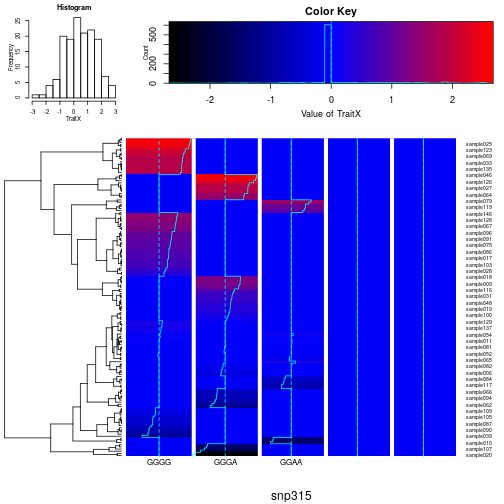 Histogram
Frequency
0 5 10 15 20 25
-3 -2 -1 0 1 2 3
TraitX
Color Key
Count
0 200 500
-2 -1 0 1 2
Value of TraitX
sample025
sample123
sample069
sample033
sample135
sample046
sample126
sample027
sample064
sample079
sample119
sample146
sample128
sample067
sample096
sample091
sample075
sample086
sample017
sample103
sample028
sample018
sample009
sample116
sample031
sample048
sample019
sample100
sample129
sample137
sample054
sample011
sample081
sample052
sample065
sample082
sample006
sample084
sample117
sample066
sample094
sample062
sample109
sample105
sample087
sample090
sample039
sample010
sample107
sample020
GGGG GGGA GGAA
snp315